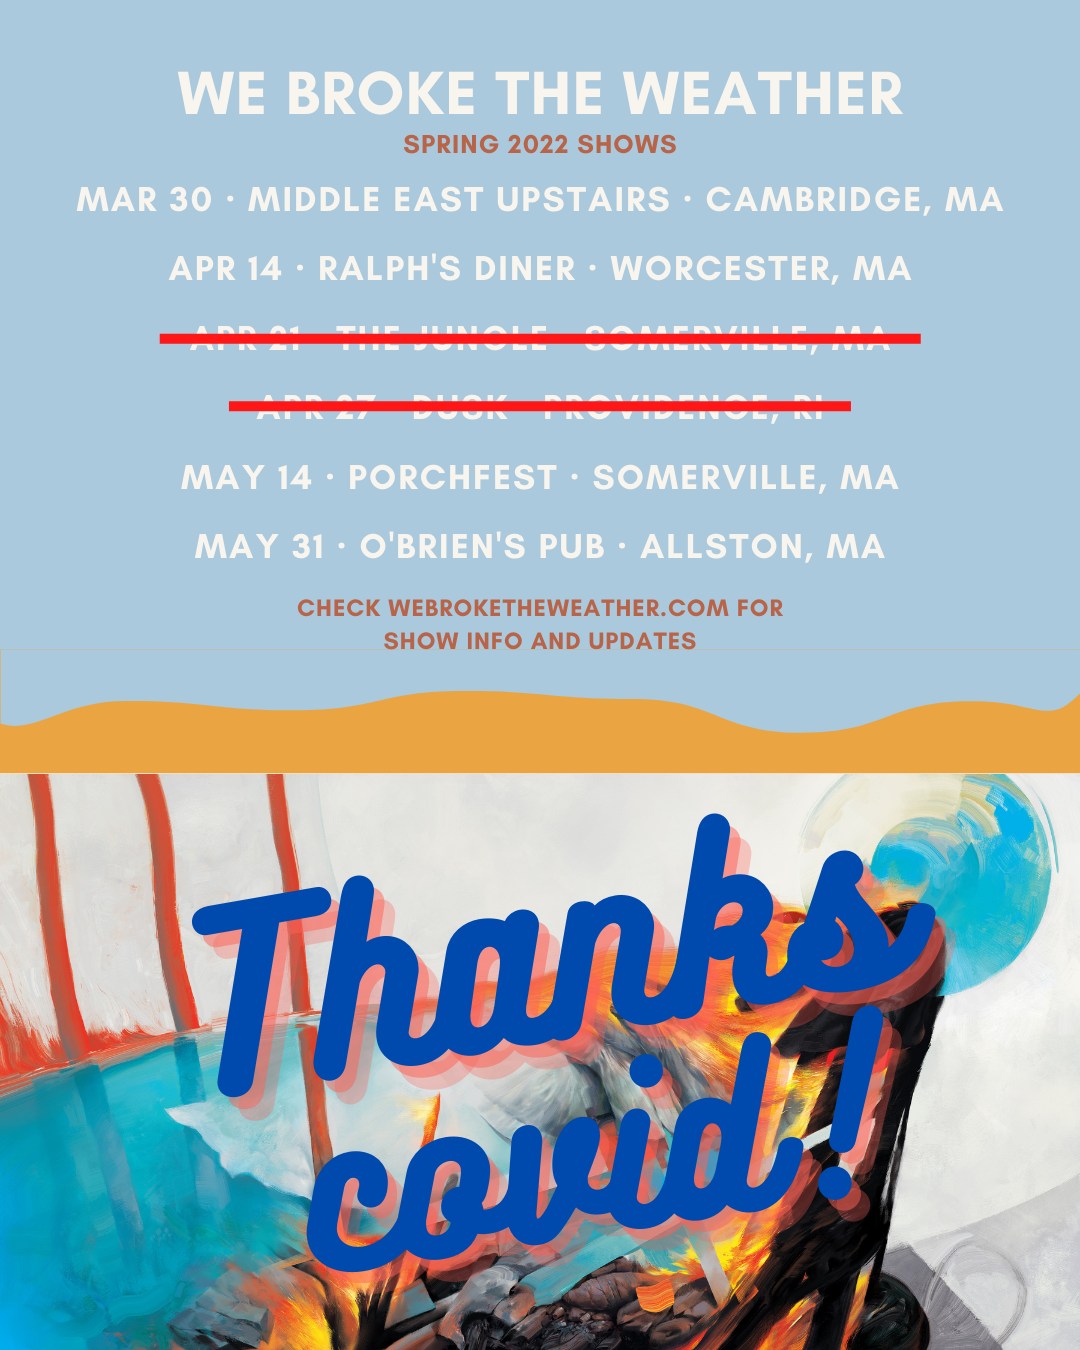 WE BROKE THE WEATHER
SPRING 2022 SHOWS
MAR 30 · MIDDLE EAST UPSTAIRS · CAMBRIDGE, MA
APR 14 · RALPH'S DINER · WORCESTER, MA
APR 21 · THE JUNGLE · SOMERVILLE, MA
APR 27 · DUSK · PROVIDENCE, RI
MAY 14 · PORCHFEST · SOMERVILLE, MA
MAY 31 · O'BRIEN'S PUB · ALLSTON, MA
CHECK WEBROKETHEWEATHER.COM FOR
SHOW INFO AND UPDATES
Thanks
covid!